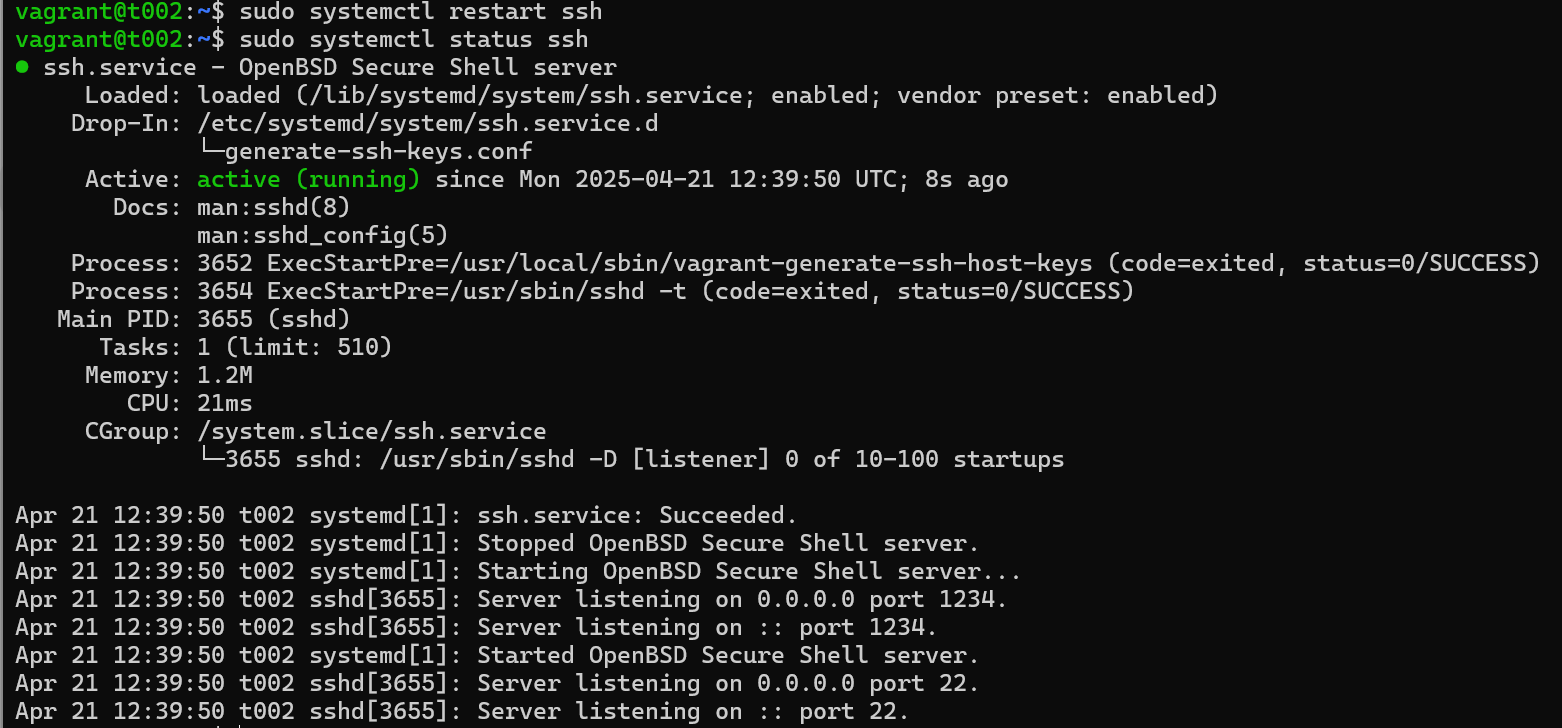 vagrant@t002:~$ sudo systemctl restart ssh
vagrant@t002:~$ sudo systemctl status ssh
● ssh.service - OpenBSD Secure Shell server
     Loaded: loaded (/lib/systemd/system/ssh.service; enabled; vendor preset: enabled)
    Drop-In: /etc/systemd/system/ssh.service.d
             └─generate-ssh-keys.conf
     Active: active (running) since Mon 2025-04-21 12:39:50 UTC; 8s ago
       Docs: man:sshd(8)
             man:sshd_config(5)
    Process: 3652 ExecStartPre=/usr/local/sbin/vagrant-generate-ssh-host-keys (code=exited, status=0/SUCCESS)
    Process: 3654 ExecStartPre=/usr/sbin/sshd -t (code=exited, status=0/SUCCESS)
   Main PID: 3655 (sshd)
      Tasks: 1 (limit: 510)
     Memory: 1.2M
        CPU: 21ms
     CGroup: /system.slice/ssh.service
             └─3655 sshd: /usr/sbin/sshd -D [listener] 0 of 10-100 startups

Apr 21 12:39:50 t002 systemd[1]: ssh.service: Succeeded.
Apr 21 12:39:50 t002 systemd[1]: Stopped OpenBSD Secure Shell server.
Apr 21 12:39:50 t002 systemd[1]: Starting OpenBSD Secure Shell server...
Apr 21 12:39:50 t002 sshd[3655]: Server listening on 0.0.0.0 port 1234.
Apr 21 12:39:50 t002 sshd[3655]: Server listening on :: port 1234.
Apr 21 12:39:50 t002 systemd[1]: Started OpenBSD Secure Shell server.
Apr 21 12:39:50 t002 sshd[3655]: Server listening on 0.0.0.0 port 22.
Apr 21 12:39:50 t002 sshd[3655]: Server listening on :: port 22.